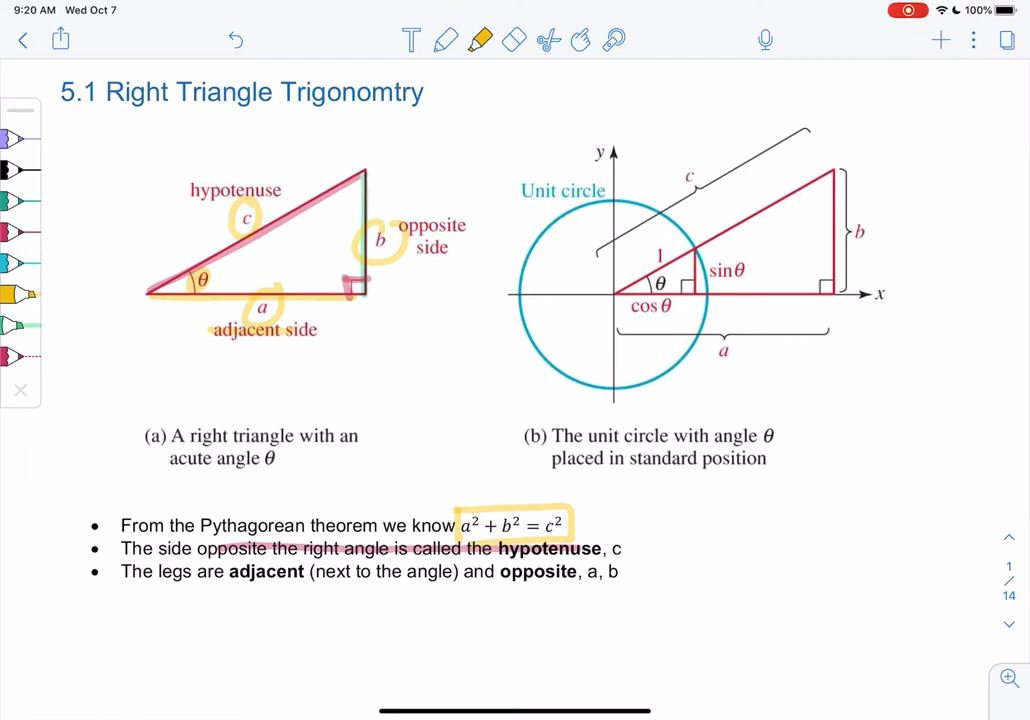 9:20 AM Wed Oct 7
100%
T
5.1 Right Triangle Trigonomtry
hypotenuse
c
θ
b
opposite
side
a
adjacent side
(a) A right triangle with an
acute angle θ
y
Unit circle
c
1
θ
sin θ
cos θ
b
x
a
(b) The unit circle with angle θ
placed in standard position
• From the Pythagorean theorem we know a² + b² = c²
• The side opposite the right angle is called the hypotenuse, c
• The legs are adjacent (next to the angle) and opposite, a, b
1
/
14